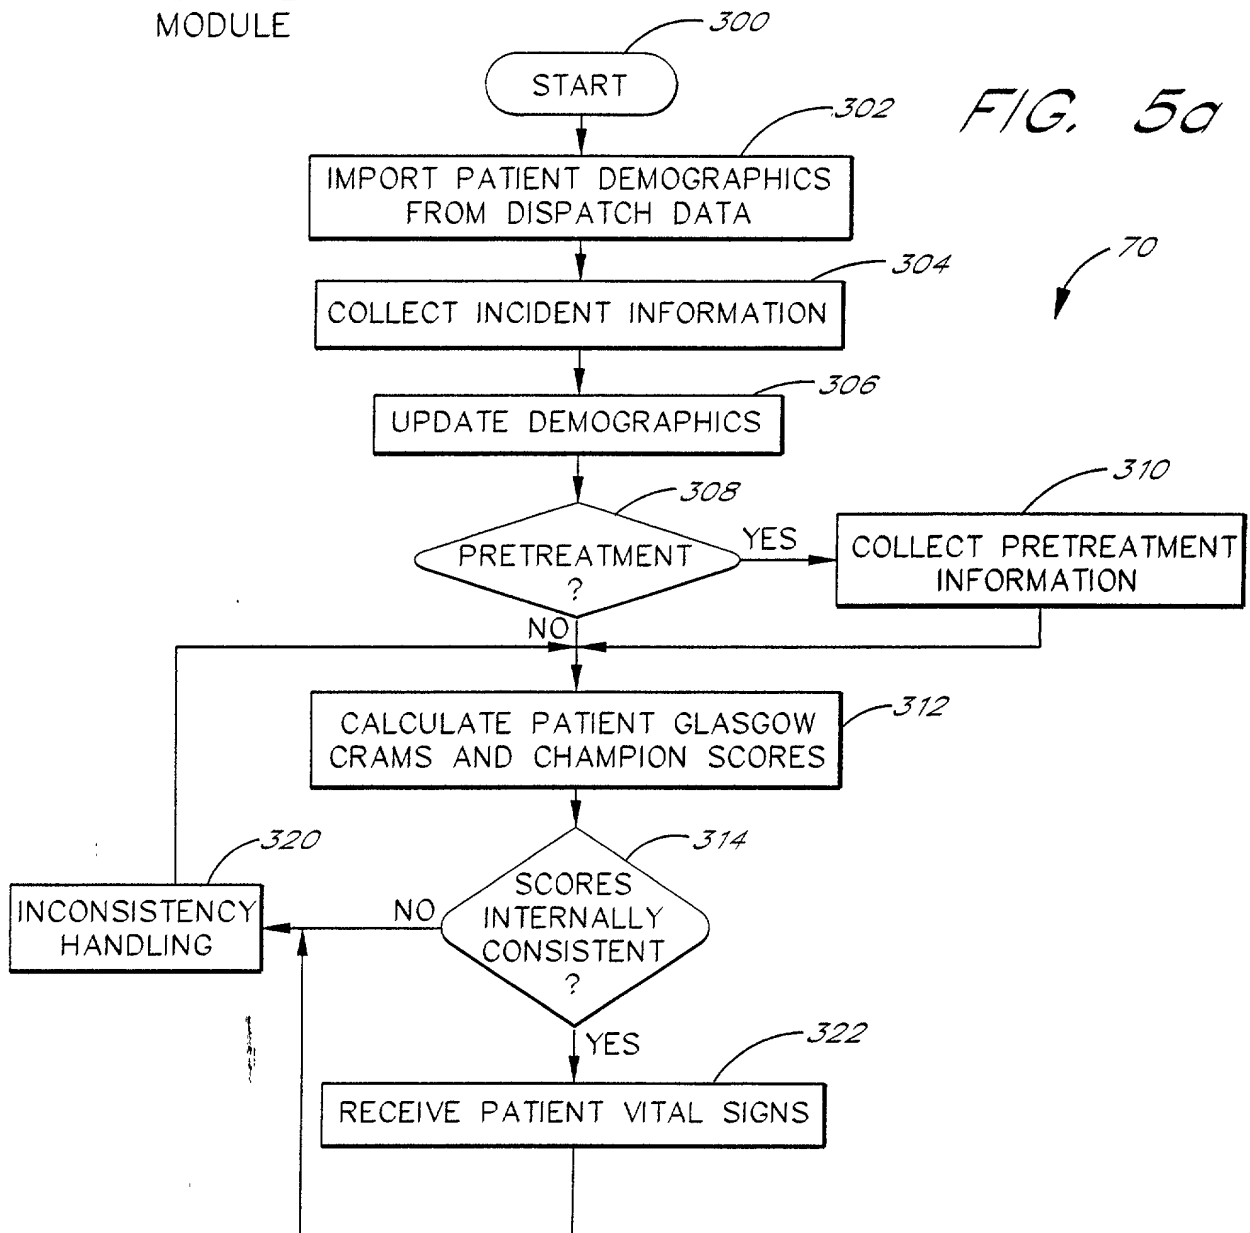 MODULE
300
START
FIG. 5a
302
IMPORT PATIENT DEMOGRAPHICS
FROM DISPATCH DATA
70
304
COLLECT INCIDENT INFORMATION
306
UPDATE DEMOGRAPHICS
308
310
PRETREATMENT
?
YES
COLLECT PRETREATMENT
INFORMATION
NO
312
CALCULATE PATIENT GLASGOW
CRAMS AND CHAMPION SCORES
320
314
INCONSISTENCY
HANDLING
NO
SCORES
INTERNALLY
CONSISTENT
?
YES
322
RECEIVE PATIENT VITAL SIGNS